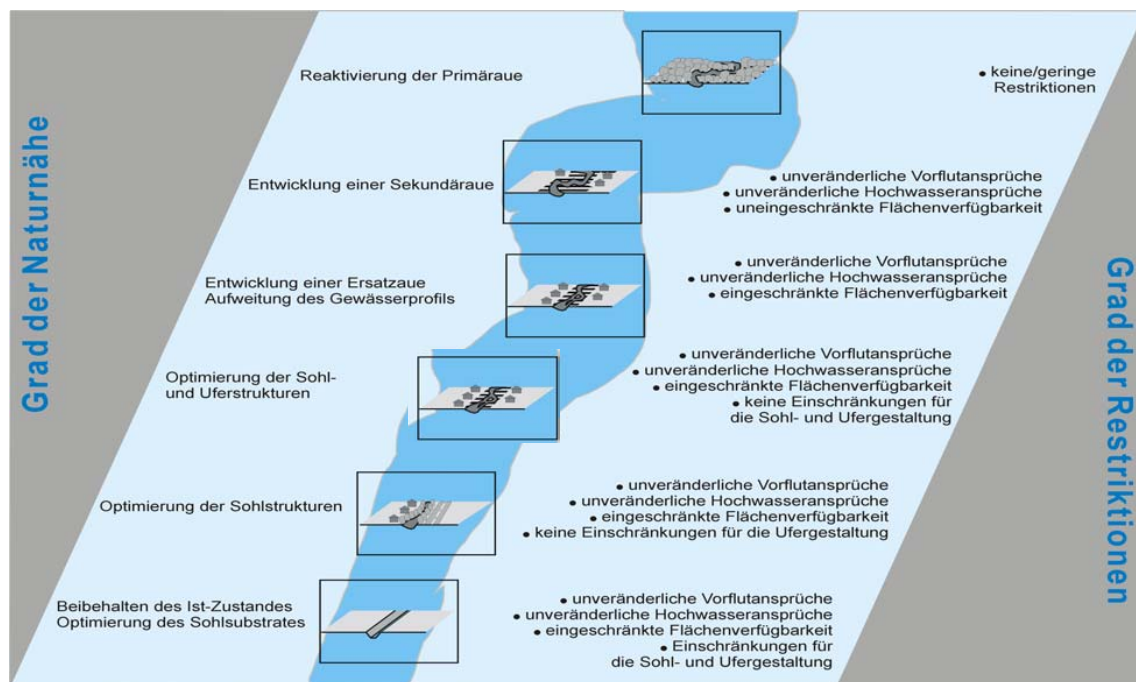 Grad der Naturnähe
Reaktivierung der Primäraue
• keine/geringe
Restriktionen
Entwicklung einer Sekundäraue
• unveränderliche Vorflutansprüche
• unveränderliche Hochwasseransprüche
• uneingeschränkte Flächenverfügbarkeit
Entwicklung einer Ersatzaue
Aufweitung des Gewässerprofils
• unveränderliche Vorflutansprüche
• unveränderliche Hochwasseransprüche
• eingeschränkte Flächenverfügbarkeit
Optimierung der Sohl-
und Uferstrukturen
• unveränderliche Vorflutansprüche
• unveränderliche Hochwasseransprüche
• eingeschränkte Flächenverfügbarkeit
• keine Einschränkungen für
die Sohl- und Ufergestaltung
Optimierung der Sohlstrukturen
• unveränderliche Vorflutansprüche
• unveränderliche Hochwasseransprüche
• eingeschränkte Flächenverfügbarkeit
• keine Einschränkungen für die Ufergestaltung
Beibehalten des Ist-Zustandes
Optimierung des Sohlsubstrates
• unveränderliche Vorflutansprüche
• unveränderliche Hochwasseransprüche
• eingeschränkte Flächenverfügbarkeit
• Einschränkungen für
die Sohl- und Ufergestaltung
Grad der Restriktionen